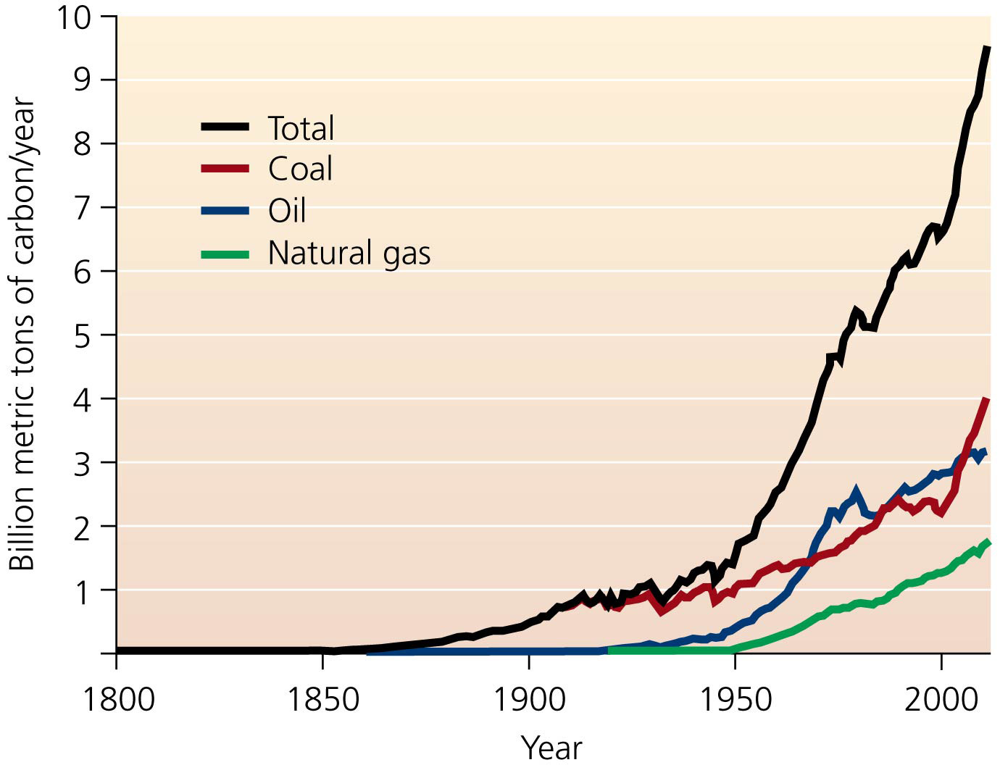 Billion metric tons of carbon/year
10
9
8
7
6
5
4
3
2
1
Total
Coal
Oil
Natural gas
1800
1850
1900
1950
2000
Year